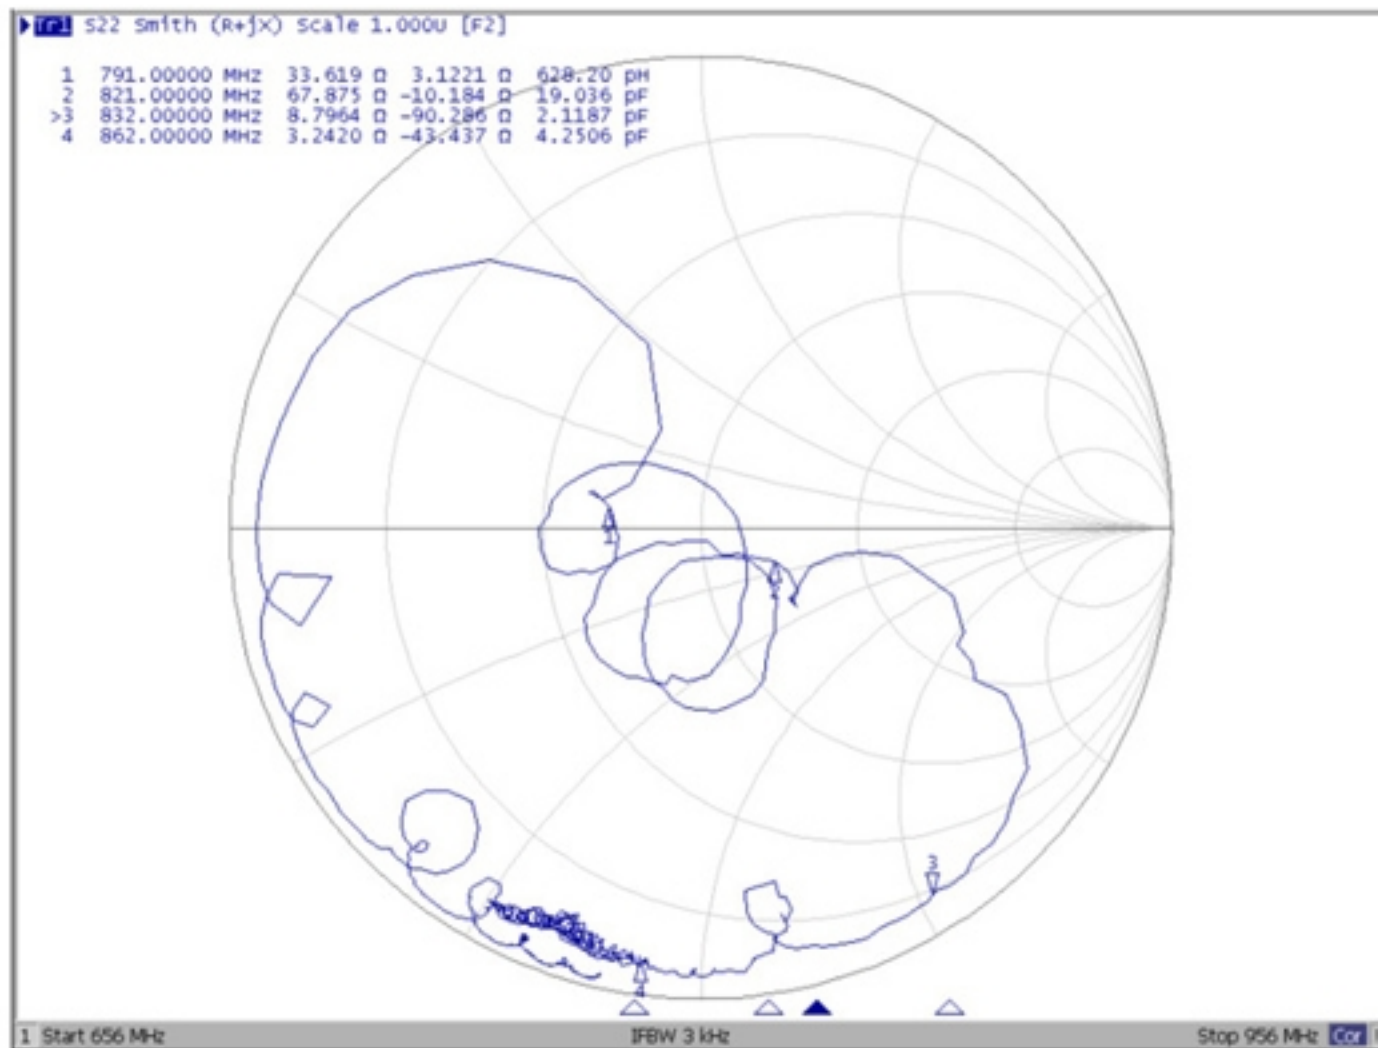 Tr1 S22 Smith (R+jX) Scale 1.000U [F2]
1 791.00000 MHz 33.619 Ω 3.1221 Ω 628.20 pH
2 821.00000 MHz 67.875 Ω -10.184 Ω 19.036 pF
>3 832.00000 MHz 8.7964 Ω -90.286 Ω 2.1187 pF
4 862.00000 MHz 3.2420 Ω -43.437 Ω 4.2506 pF
1
3
4
1 Start 656 MHz IFBW 3 kHz Stop 956 MHz Cor